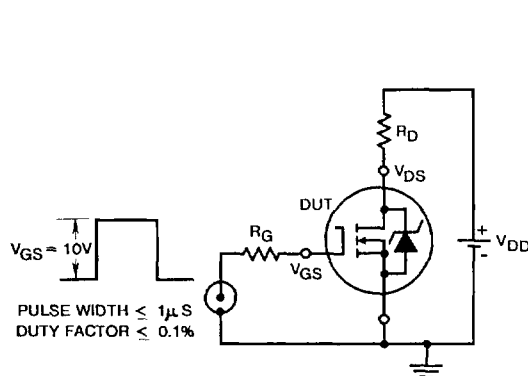 R_D
V_DS
DUT
R_G
V_GS
+
V_DD
-
V_GS = 10V
PULSE WIDTH ≤ 1μS
DUTY FACTOR ≤ 0.1%